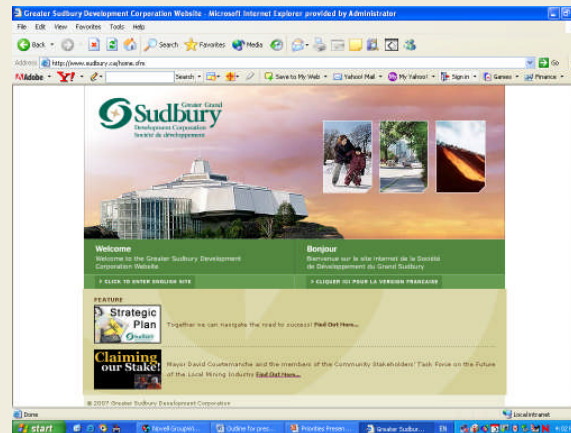 Greater Sudbury Development Corporation Website - Microsoft Internet Explorer provided by Administrator
File Edit View Favorites Tools Help
Back Search Favorites Media
Address http://www.sudbury.ca/home.cfm Go
Adobe Y! Search Save to My Web Yahoo! Mail My Yahoo! Sign in Games Finance
Greater Grand
Sudbury
Development Corporation
Société de développement
Welcome
Welcome to the Greater Sudbury Development
Corporation Website
Bonjour
Bienvenue sur le site internet de la Société
de Développement du Grand Sudbury
> CLICK TO ENTER ENGLISH SITE
> CLIQUER ICI POUR LA VERSION FRANCAISE
FEATURE
Strategic
Plan
Sudbury
Together we can navigate the road to success! Find Out More...
Claiming
our Stake!
Mayor David Courtemanche and the members of the Community Stakeholders' Task Force on the Future
of the Local Mining Industry Find Out More...
© 2007 Greater Sudbury Development Corporation
Done Local intranet
start Novell GroupWi... Outline for pres... Priorities Presen... Greater Sudbur... EN